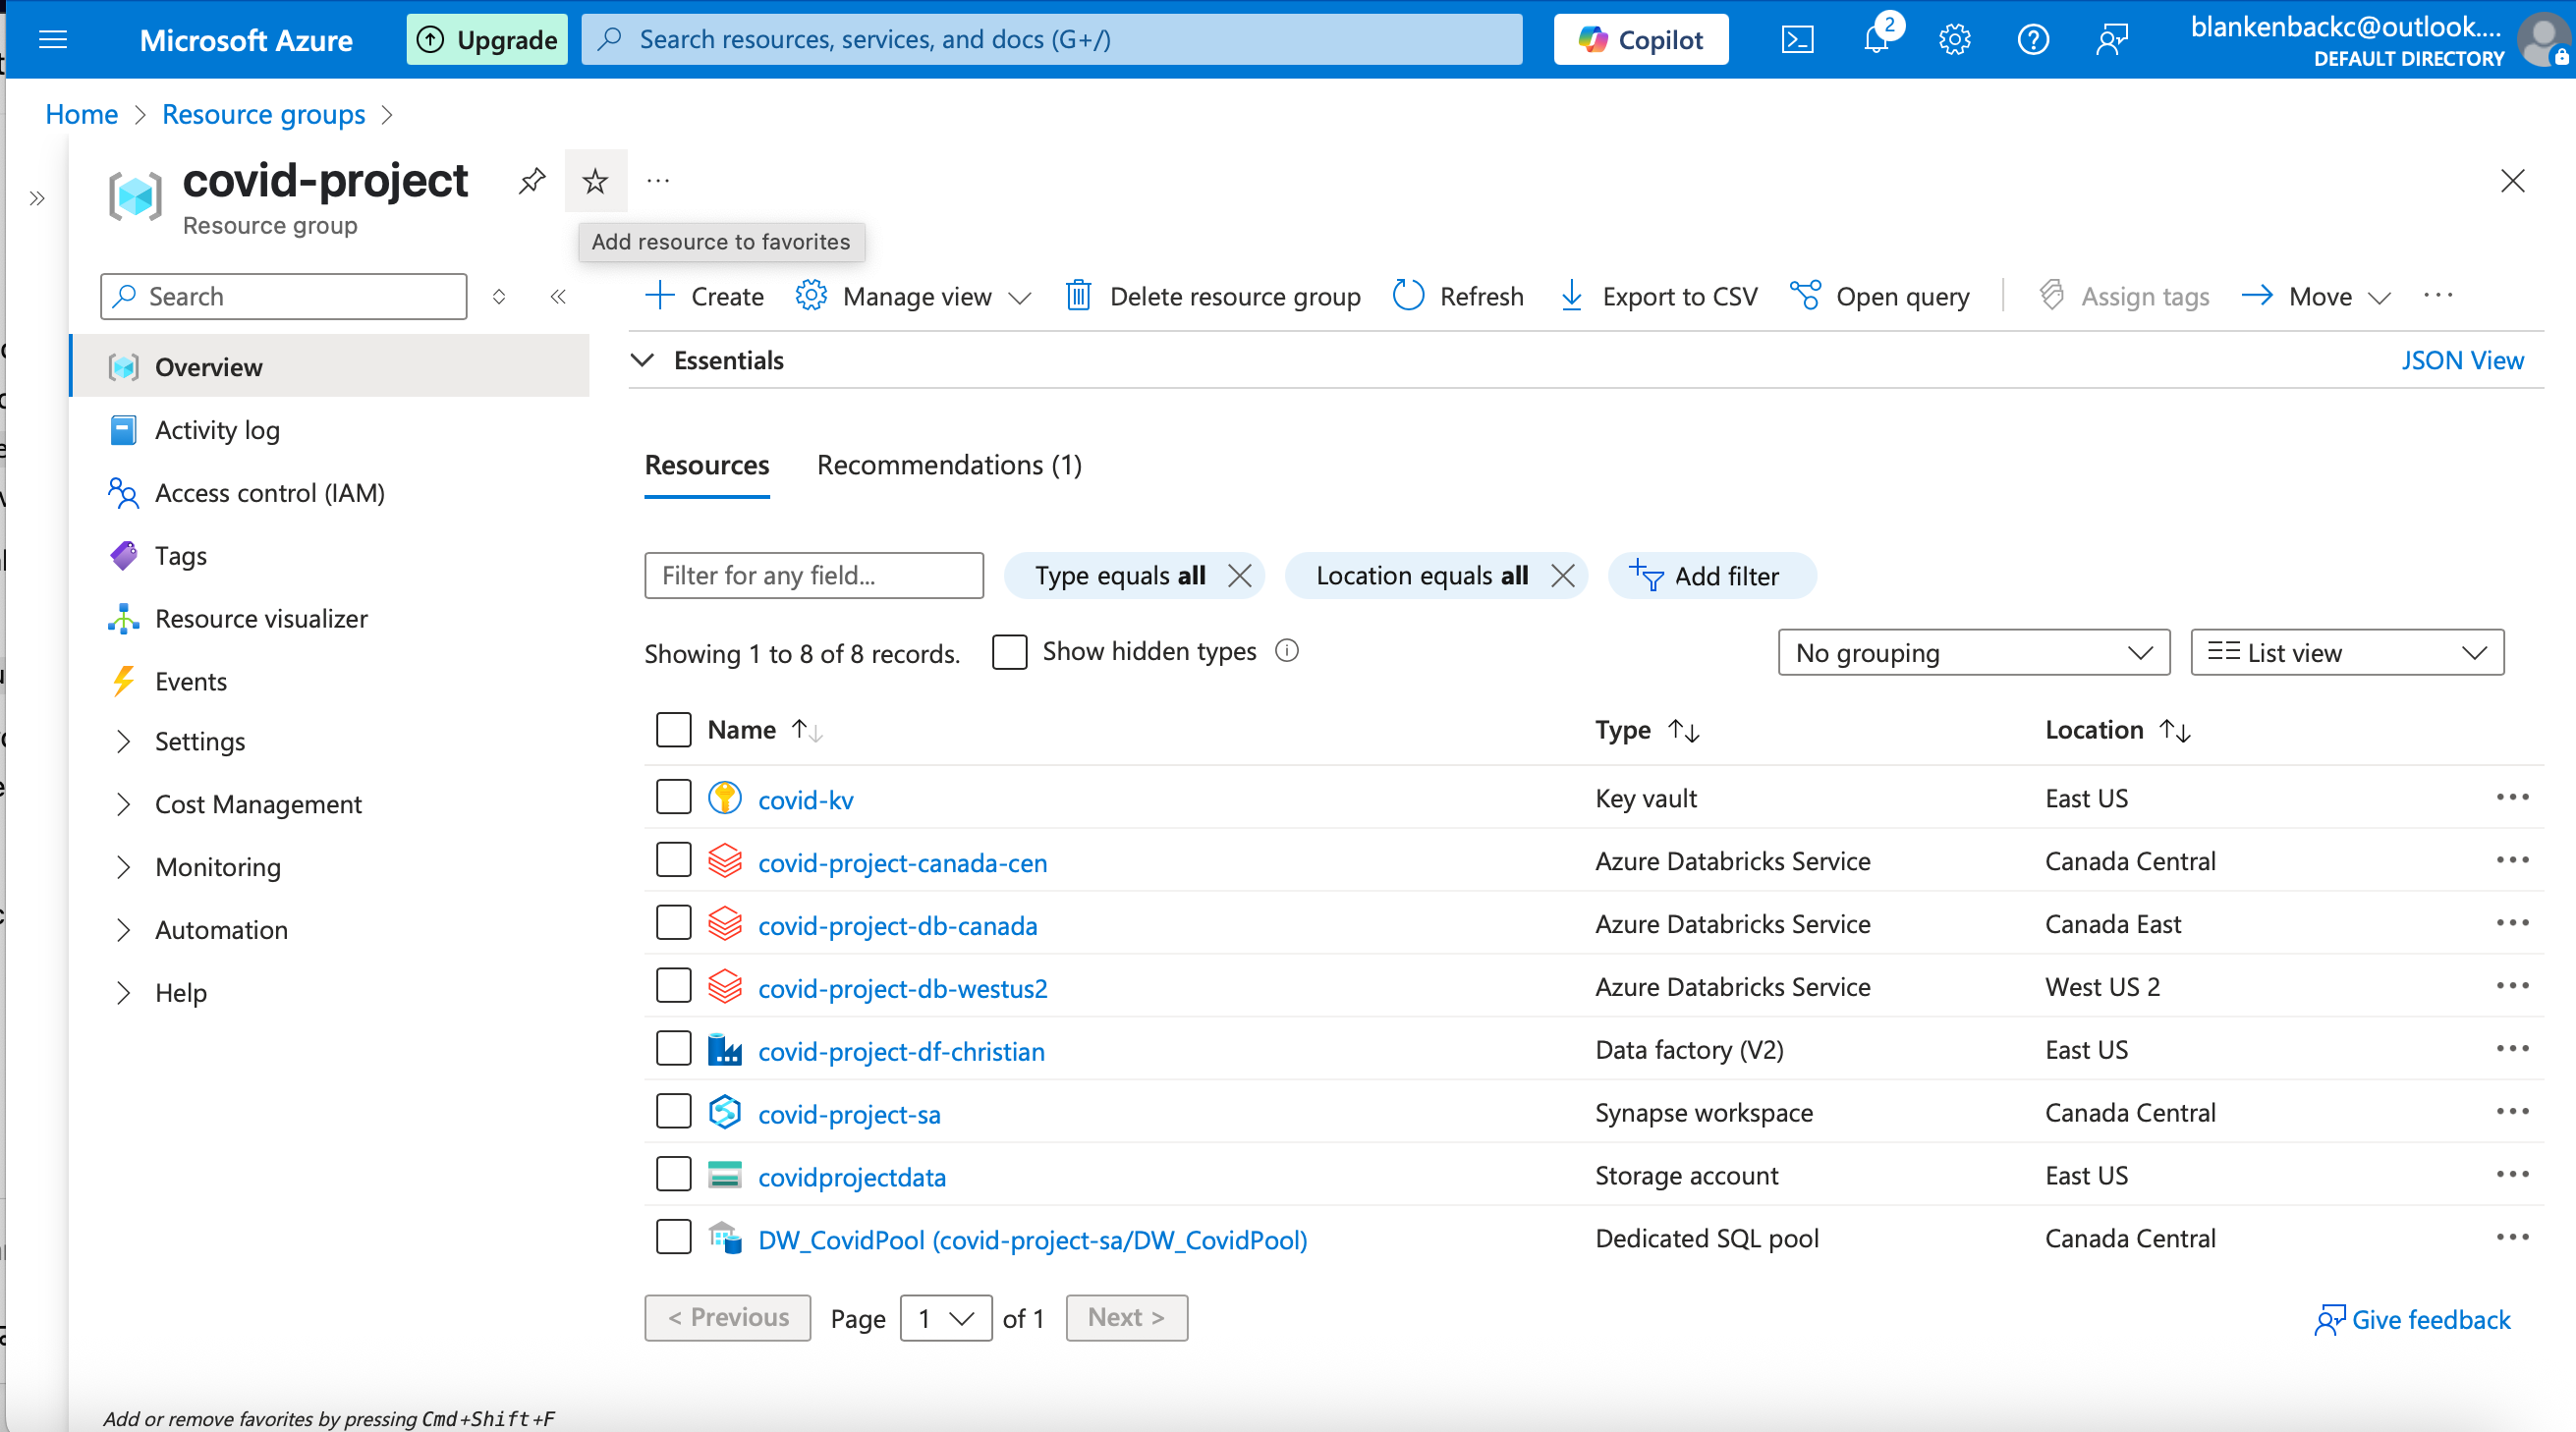 Microsoft Azure
Upgrade
Search resources, services, and docs (G+/)
Copilot
2
blankenbackc@outlook....
DEFAULT DIRECTORY
Home > Resource groups >
covid-project
Resource group
Add resource to favorites
Search
Create
Manage view
Delete resource group
Refresh
Export to CSV
Open query
Assign tags
Move
Overview
Activity log
Access control (IAM)
Tags
Resource visualizer
Events
Settings
Cost Management
Monitoring
Automation
Help
Essentials
JSON View
Resources
Recommendations (1)
Filter for any field...
Type equals all
Location equals all
Add filter
Showing 1 to 8 of 8 records.
Show hidden types
No grouping
List view
Name Type Location
covid-kv Key vault East US
covid-project-canada-cen Azure Databricks Service Canada Central
covid-project-db-canada Azure Databricks Service Canada East
covid-project-db-westus2 Azure Databricks Service West US 2
covid-project-df-christian Data factory (V2) East US
covid-project-sa Synapse workspace Canada Central
covidprojectdata Storage account East US
DW_CovidPool (covid-project-sa/DW_CovidPool) Dedicated SQL pool Canada Central
< Previous Page 1 of 1 Next >
Give feedback
Add or remove favorites by pressing Cmd+Shift+F